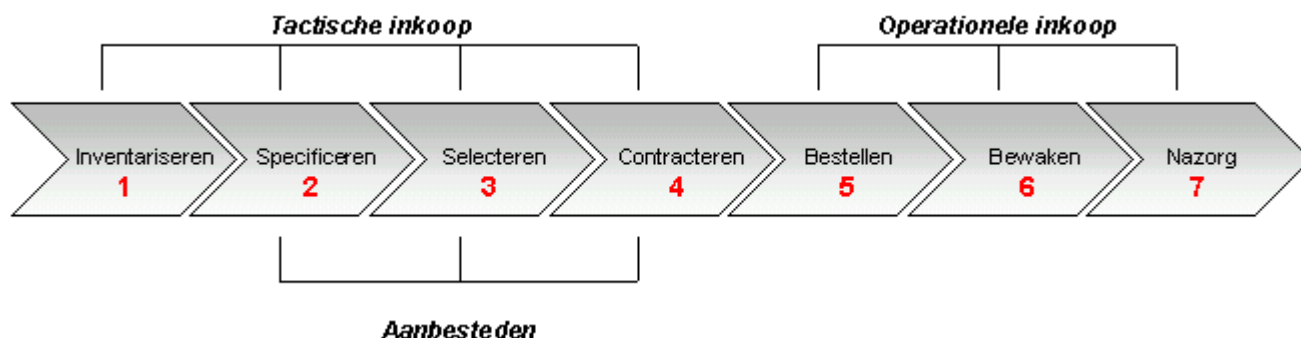 Tactische inkoop
Operationele inkoop
Inventariseren
1
Specificeren
2
Selecteren
3
Contracteren
4
Bestellen
5
Bewaken
6
Nazorg
7
Aanbesteden